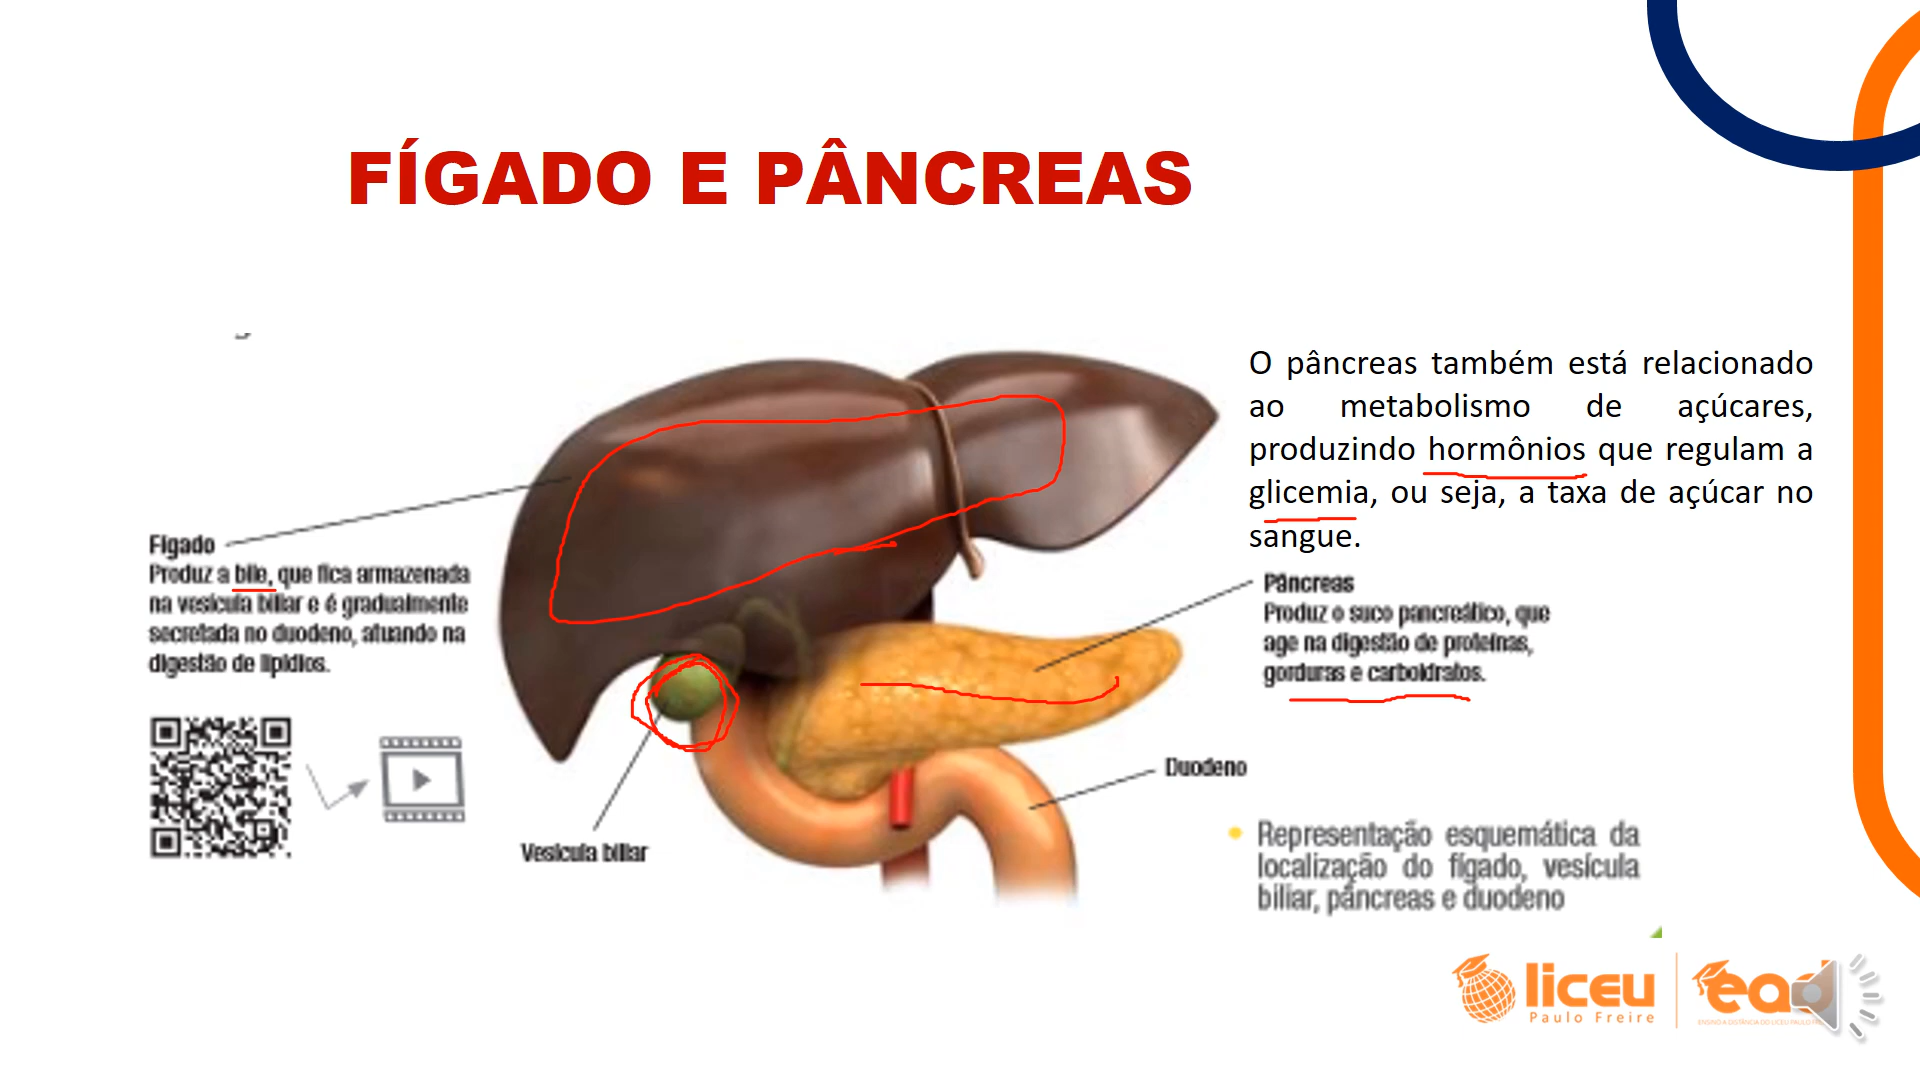 FÍGADO E PÂNCREAS
O pâncreas também está relacionado
ao metabolismo de açúcares,
produzindo hormônios que regulam a
glicemia, ou seja, a taxa de açúcar no
sangue.
Fígado
Produz a bile, que fica armazenada
na vesícula biliar e é gradualmente
secretada no duodeno, atuando na
digestão de lipídios.
Pâncreas
Produz o suco pancreático, que
age na digestão de proteínas,
gorduras e carboidratos.
Duodeno
Vesícula biliar
Representação esquemática da
localização do fígado, vesícula
biliar, pâncreas e duodeno
liceu
Paulo Freire
ead